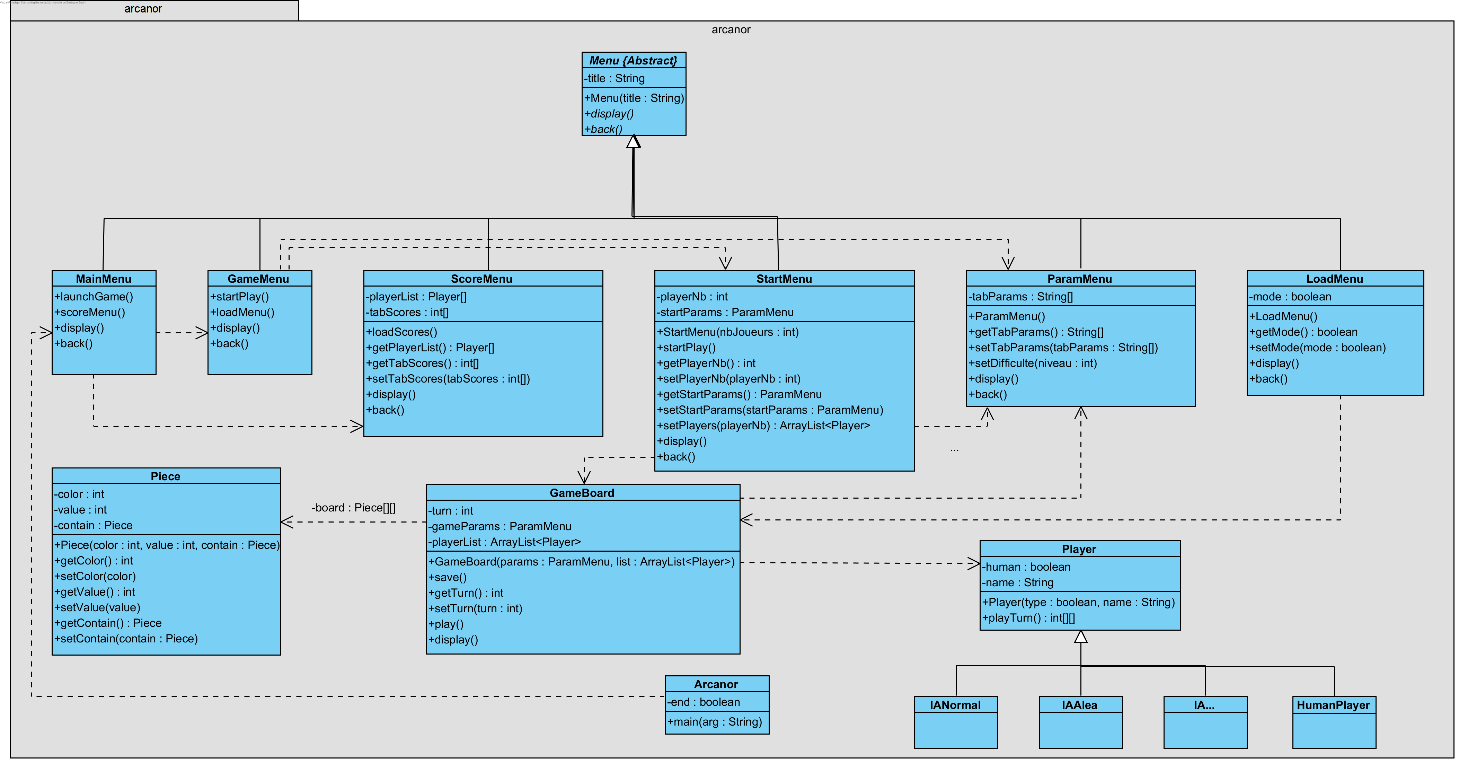 arcanor
arcanor
Menu {Abstract}
-title : String
+Menu(title : String)
+display()
+back()
MainMenu
+launchGame()
+scoreMenu()
+display()
+back()
GameMenu
+startPlay()
+loadMenu()
+display()
+back()
ScoreMenu
-playerList : Player[]
-tabScores : int[]
+loadScores()
+getPlayerList() : Player[]
+getTabScores() : int[]
+setTabScores(tabScores : int[])
+display()
+back()
StartMenu
-playerNb : int
-startParams : ParamMenu
+StartMenu(nbJoueurs : int)
+startPlay()
+getPlayerNb() : int
+setPlayerNb(playerNb : int)
+getStartParams() : ParamMenu
+setStartParams(startParams : ParamMenu)
+setPlayers(playerNb) : ArrayList<Player>
+display()
+back()
ParamMenu
-tabParams : String[]
+ParamMenu()
+getTabParams() : String[]
+setTabParams(tabParams : String[])
+setDifficulte(niveau : int)
+display()
+back()
LoadMenu
-mode : boolean
+LoadMenu()
+getMode() : boolean
+setMode(mode : boolean)
+display()
+back()
...
Piece
-color : int
-value : int
-contain : Piece
+Piece(color : int, value : int, contain : Piece)
+getColor() : int
+setColor(color)
+getValue() : int
+setValue(value)
+getContain() : Piece
+setContain(contain : Piece)
-board : Piece[][]
GameBoard
-turn : int
-gameParams : ParamMenu
-playerList : ArrayList<Player>
+GameBoard(params : ParamMenu, list : ArrayList<Player>)
+save()
+getTurn() : int
+setTurn(turn : int)
+play()
+display()
Player
-human : boolean
-name : String
+Player(type : boolean, name : String)
+playTurn() : int[][]
Arcanor
-end : boolean
+main(arg : String)
IANormal
IAAlea
IA...
HumanPlayer